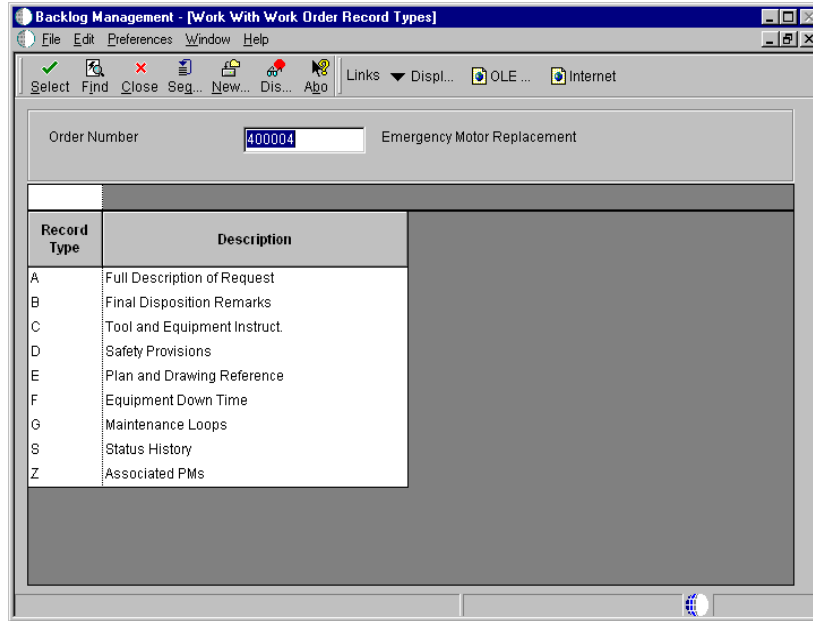 Backlog Management - [Work With Work Order Record Types]
File Edit Preferences Window Help
Select Find Close Seq... New... Dis... Abo Links Displ... OLE ... Internet
Order Number 400004 Emergency Motor Replacement
Record Type Description
A Full Description of Request
B Final Disposition Remarks
C Tool and Equipment Instruct.
D Safety Provisions
E Plan and Drawing Reference
F Equipment Down Time
G Maintenance Loops
S Status History
Z Associated PMs